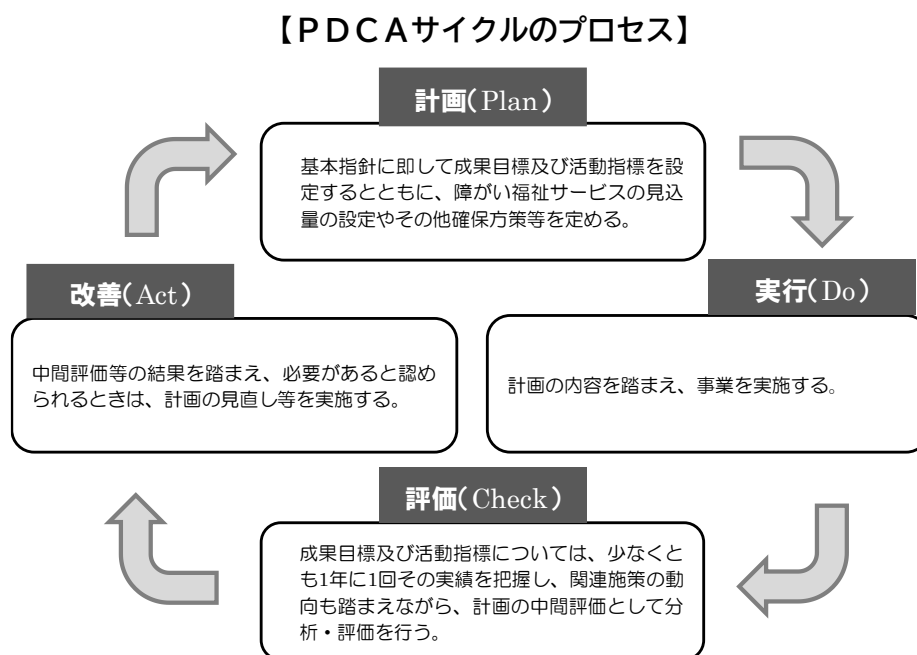 【ＰＤＣＡサイクルのプロセス】
計画(Plan)
基本指針に即して成果目標及び活動指標を設
定するとともに、障がい福祉サービスの見込
量の設定やその他確保方策等を定める。
改善(Act)
中間評価等の結果を踏まえ、必要があると認め
られるときは、計画の見直し等を実施する。
実行(Do)
計画の内容を踏まえ、事業を実施する。
評価(Check)
成果目標及び活動指標については、少なくと
も1年に1回その実績を把握し、関連施策の動
向も踏まえながら、計画の中間評価として分
析・評価を行う。